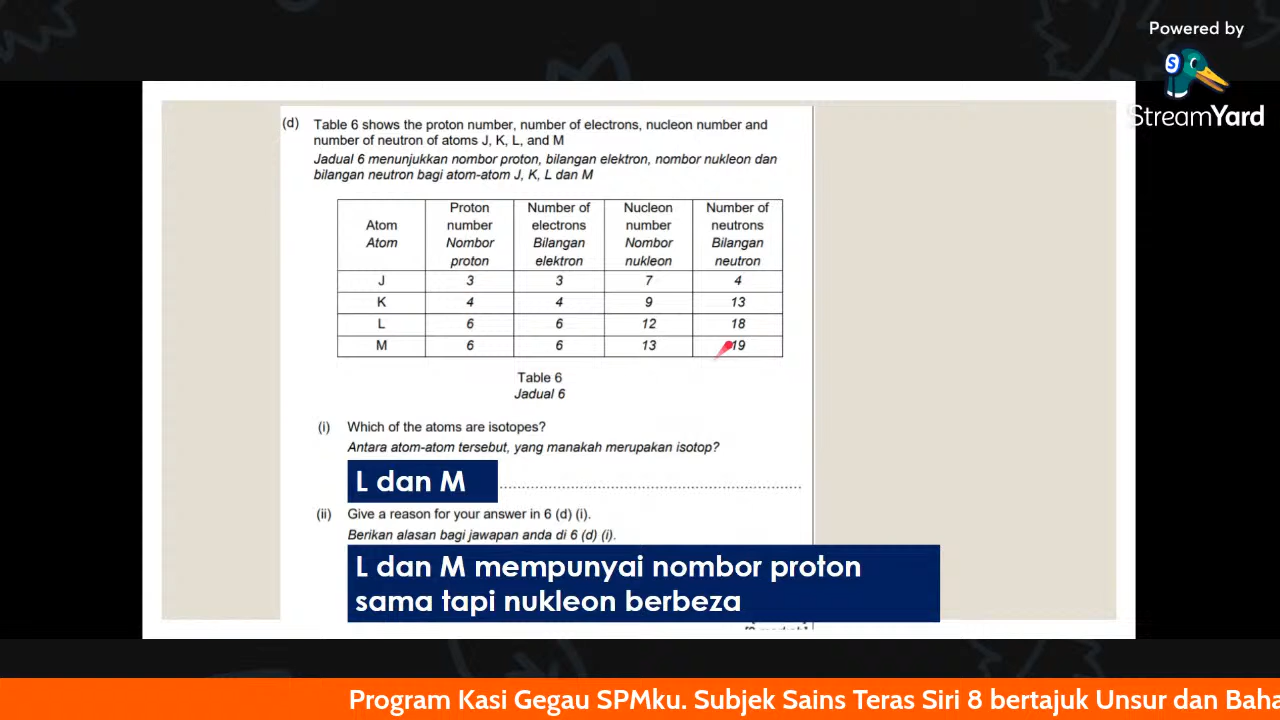 Powered by
StreamYard
(d) Table 6 shows the proton number, number of electrons, nucleon number and
number of neutron of atoms J, K, L, and M
Jadual 6 menunjukkan nombor proton, bilangan elektron, nombor nukleon dan
bilangan neutron bagi atom-atom J, K, L dan M
Atom Atom
Proton number Nombor proton
Number of electrons Bilangan elektron
Nucleon number Nombor nukleon
Number of neutrons Bilangan neutron
J 3 3 7 4
K 4 4 9 13
L 6 6 12 18
M 6 6 13 19
Table 6
Jadual 6
(i) Which of the atoms are isotopes?
Antara atom-atom tersebut, yang manakah merupakan isotop?
L dan M
(ii) Give a reason for your answer in 6 (d) (i).
Berikan alasan bagi jawapan anda di 6 (d) (i).
L dan M mempunyai nombor proton
sama tapi nukleon berbeza
Program Kasi Gegau SPMku. Subjek Sains Teras Siri 8 bertajuk Unsur dan Baha